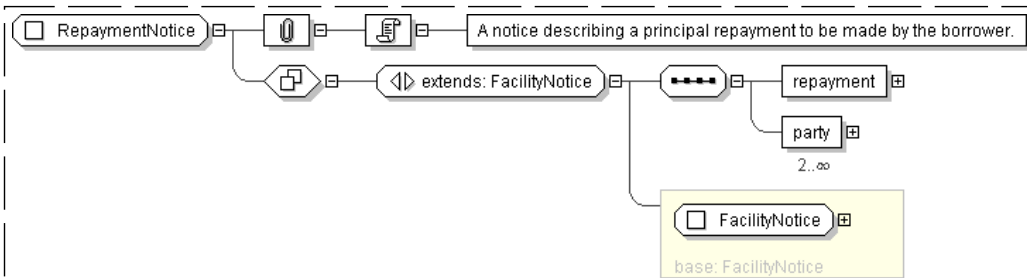 RepaymentNotice
A notice describing a principal repayment to be made by the borrower.
extends: FacilityNotice
repayment
party
2..∞
FacilityNotice
base: FacilityNotice